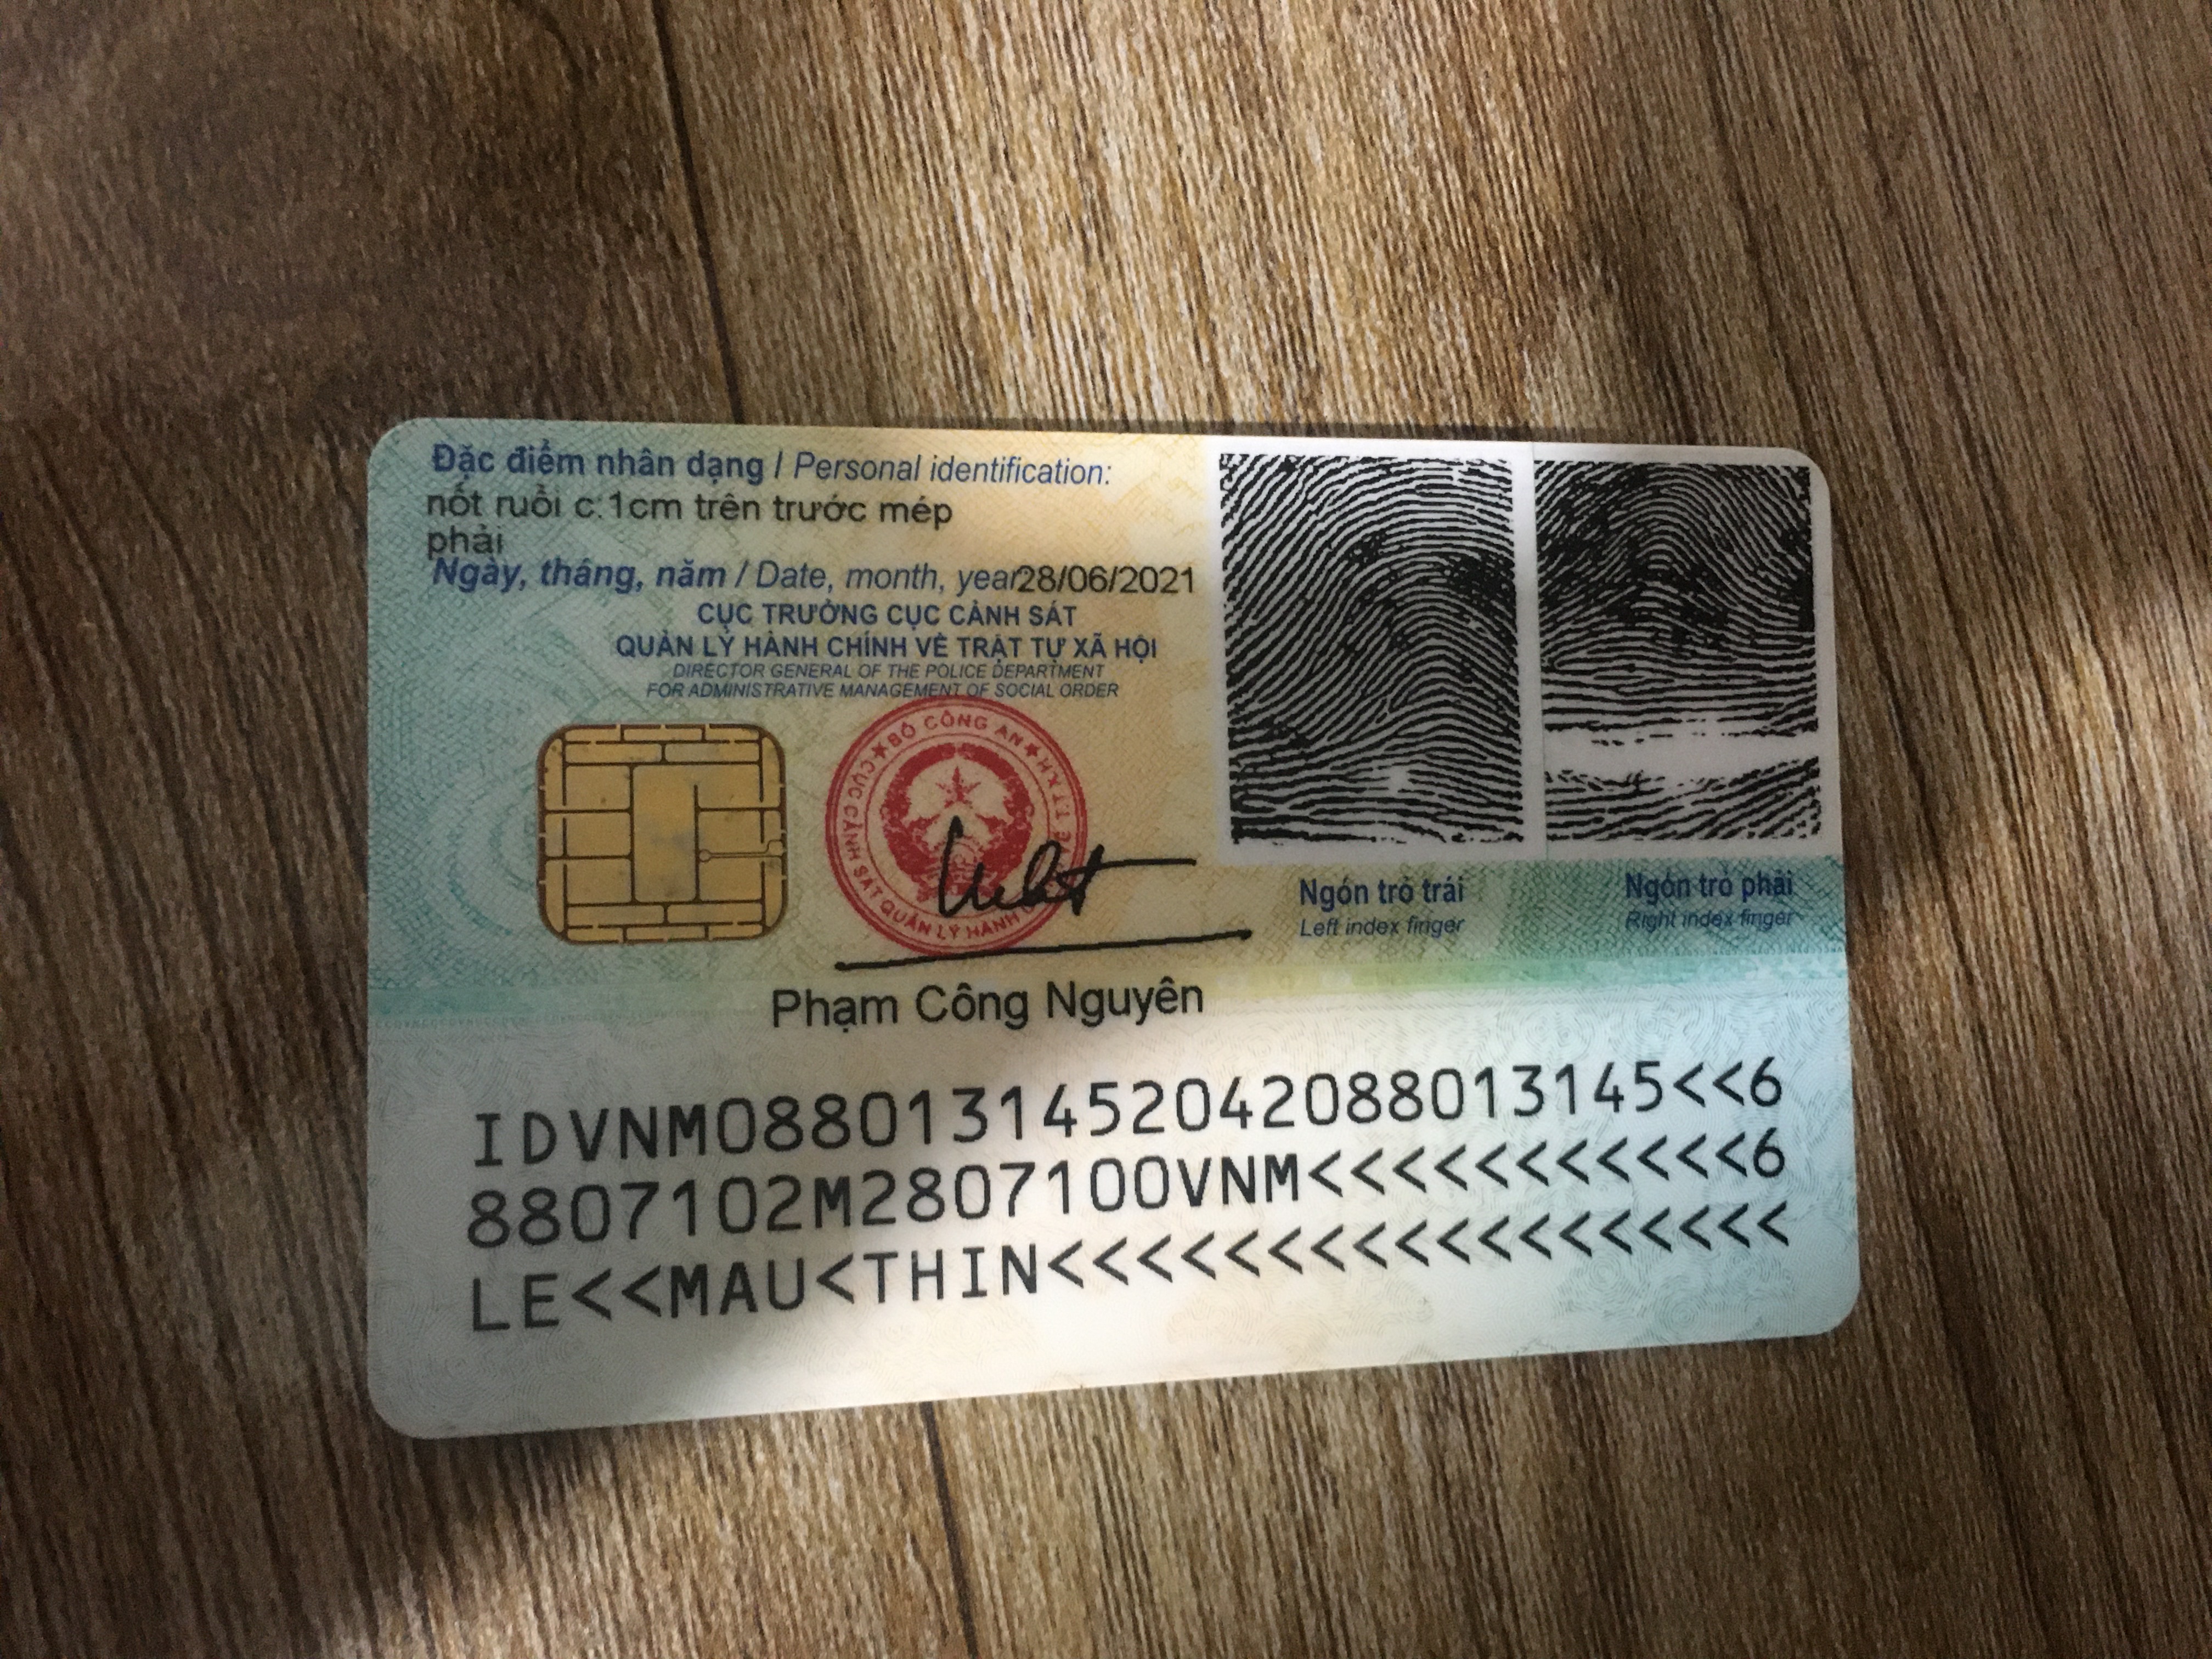 Đặc điểm nhân dạng / Personal identification:
nốt ruồi c:1cm trên trước mép
phải
Ngày, tháng, năm / Date, month, year28/06/2021
CỤC TRƯỞNG CỤC CẢNH SÁT
QUẢN LÝ HÀNH CHÍNH VỀ TRẬT TỰ XÃ HỘI
DIRECTOR GENERAL OF THE POLICE DEPARTMENT
FOR ADMINISTRATIVE MANAGEMENT OF SOCIAL ORDER
BỘ CÔNG AN
CỤC CẢNH SÁT QUẢN LÝ HÀNH VỀ T.T.X.H
Phạm Công Nguyên
Ngón trỏ trái
Left index finger
Ngón trỏ phải
Right index finger
IDVNM0880131452042088013145<<6
8807102M2807100VNM<<<<<<<<<<<6
LE<<MAU<THIN<<<<<<<<<<<<<<<<<<